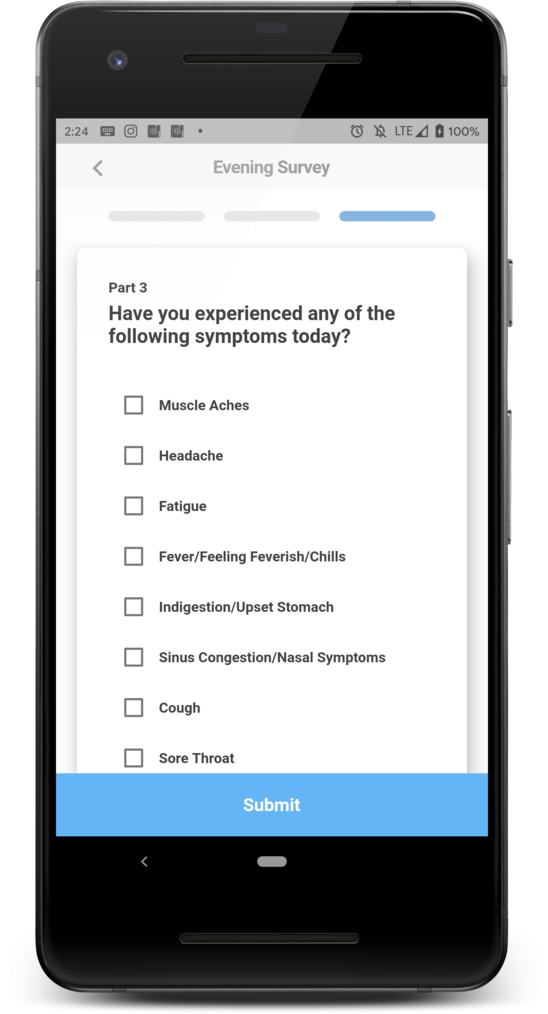 2:24 LTE 100%
Evening Survey
Part 3
Have you experienced any of the
following symptoms today?
Muscle Aches
Headache
Fatigue
Fever/Feeling Feverish/Chills
Indigestion/Upset Stomach
Sinus Congestion/Nasal Symptoms
Cough
Sore Throat
Submit